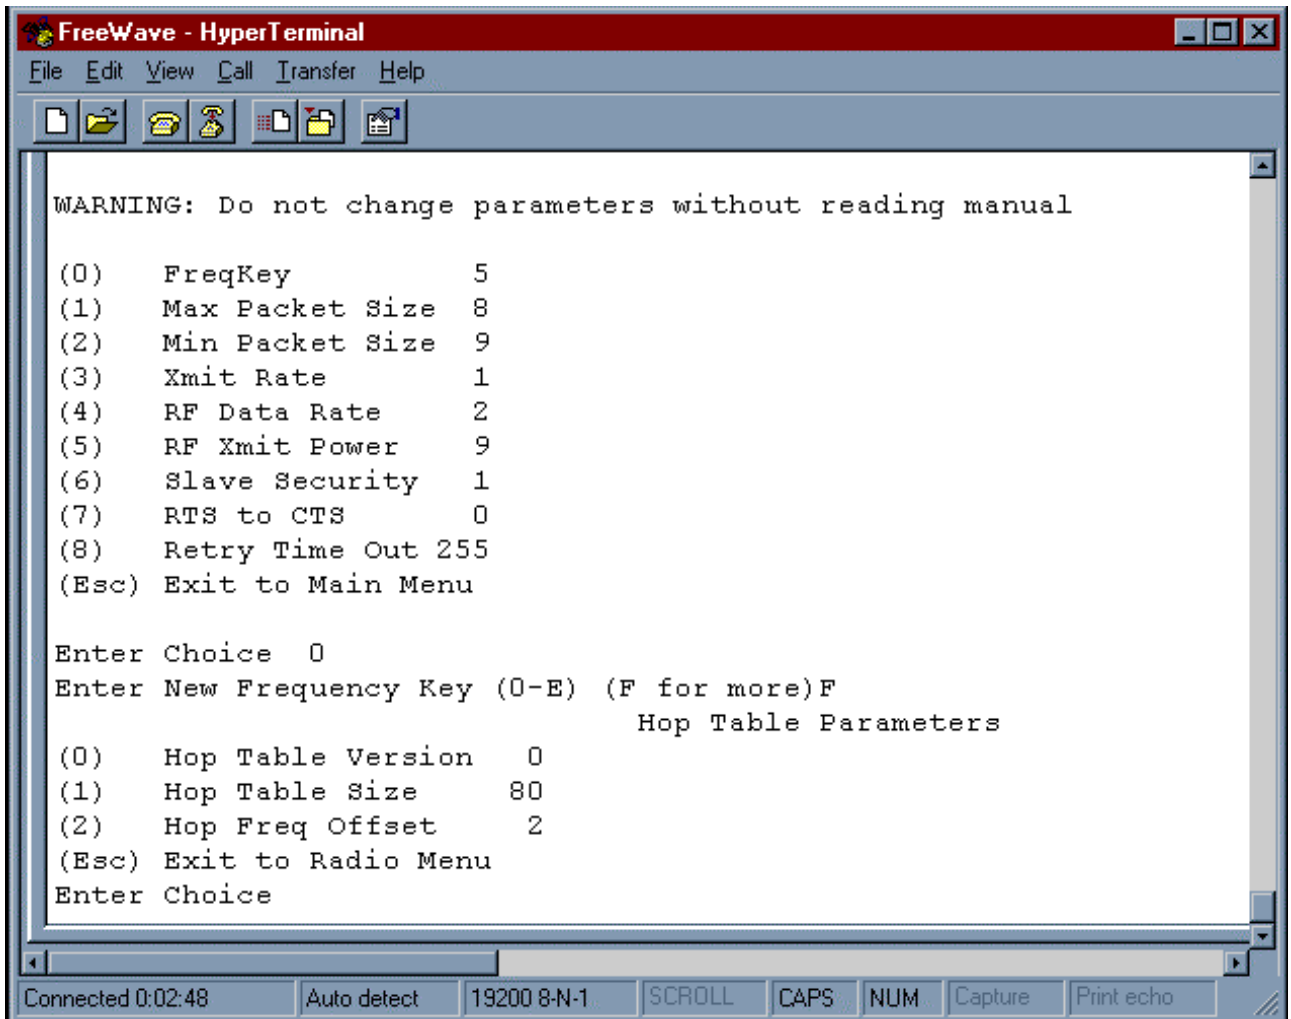 FreeWave - HyperTerminal
File Edit View Call Transfer Help
WARNING: Do not change parameters without reading manual
(0) FreqKey 5
(1) Max Packet Size 8
(2) Min Packet Size 9
(3) Xmit Rate 1
(4) RF Data Rate 2
(5) RF Xmit Power 9
(6) Slave Security 1
(7) RTS to CTS 0
(8) Retry Time Out 255
(Esc) Exit to Main Menu
Enter Choice 0
Enter New Frequency Key (0-E) (F for more)F
Hop Table Parameters
(0) Hop Table Version 0
(1) Hop Table Size 80
(2) Hop Freq Offset 2
(Esc) Exit to Radio Menu
Enter Choice
Connected 0:02:48 Auto detect 19200 8-N-1 SCROLL CAPS NUM Capture Print echo